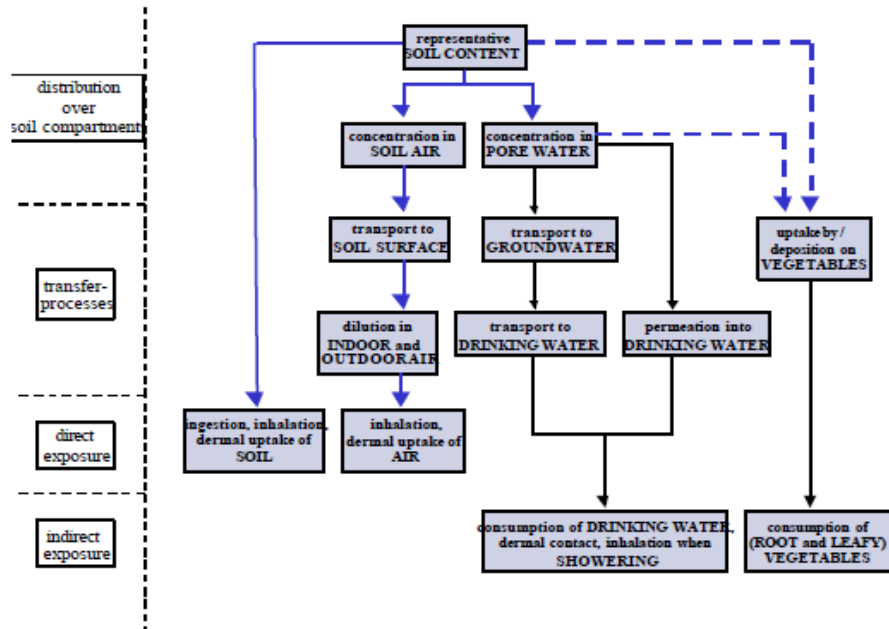 representative
SOIL CONTENT
distribution
over
soil compartment
concentration in
SOIL AIR
concentration in
PORE WATER
transport to
SOIL SURFACE
transport to
GROUNDWATER
uptake by /
deposition on
VEGETABLES
transfer-
processes
dilution in
INDOOR and
OUTDOOR AIR
transport to
DRINKING WATER
permeation into
DRINKING WATER
direct
exposure
ingestion, inhalation,
dermal uptake of
SOIL
inhalation,
dermal uptake of
AIR
indirect
exposure
consumption of DRINKING WATER,
dermal contact, inhalation when
SHOWERING
consumption of
(ROOT and LEAFY)
VEGETABLES